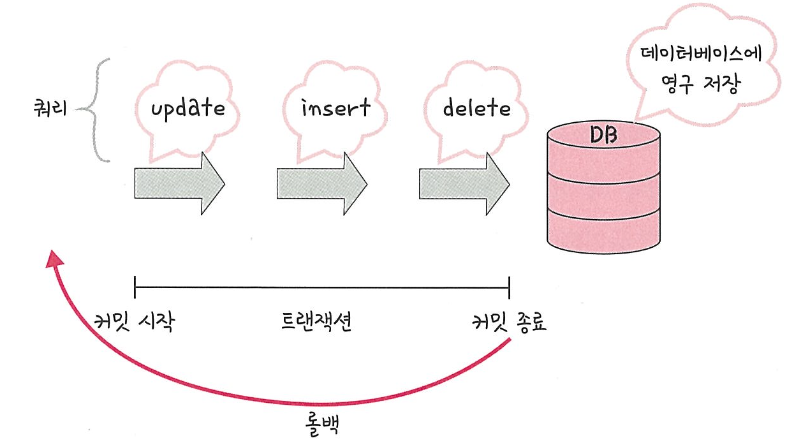 데이터베이스에
영구 저장
쿼리
update
insert
delete
DB
커밋 시작
트랜잭션
커밋 종료
롤백